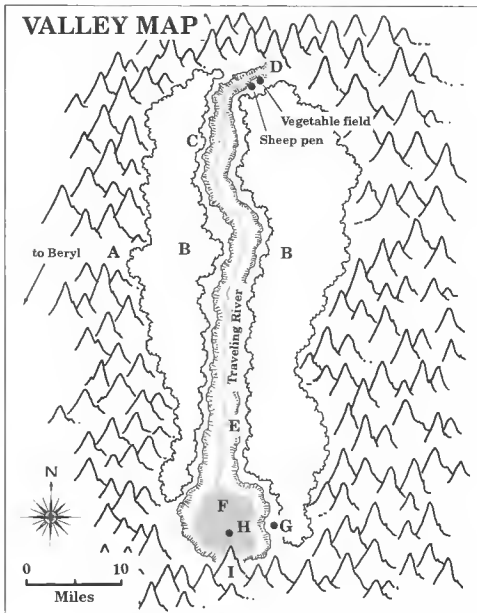 VALLEY MAP
D
Vegetable field
Sheep pen
C
to Beryl
A
B
B
Traveling River
E
N
F
H
G
I
0
10
Miles